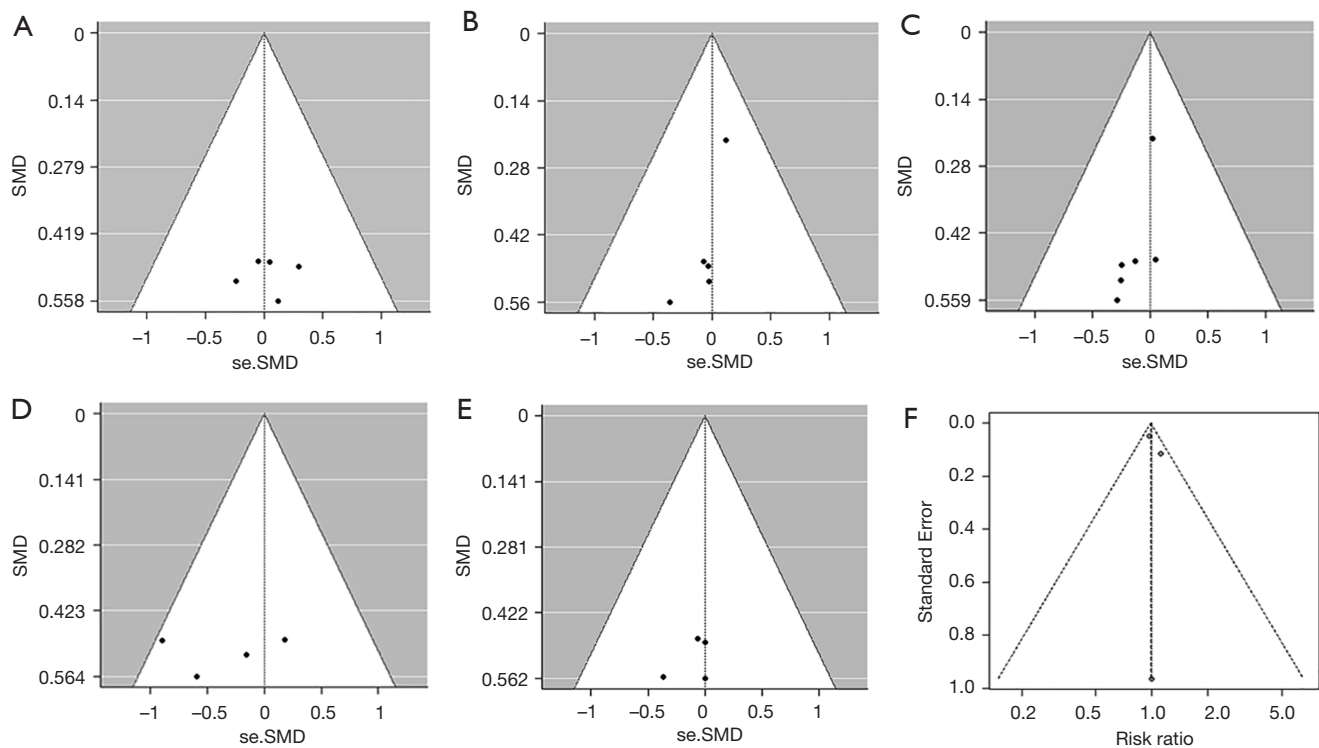 A
0
0.14
0.279
0.419
0.558
SMD
−1 −0.5 0 0.5 1
se.SMD
B
0
0.14
0.28
0.42
0.56
SMD
−1 −0.5 0 0.5 1
se.SMD
C
0
0.14
0.28
0.42
0.559
SMD
−1 −0.5 0 0.5 1
se.SMD
D
0
0.141
0.282
0.423
0.564
SMD
−1 −0.5 0 0.5 1
se.SMD
E
0
0.141
0.281
0.422
0.562
SMD
−1 −0.5 0 0.5 1
se.SMD
F
0.0
0.2
0.4
0.6
0.8
1.0
Standard Error
0.2 0.5 1.0 2.0 5.0
Risk ratio